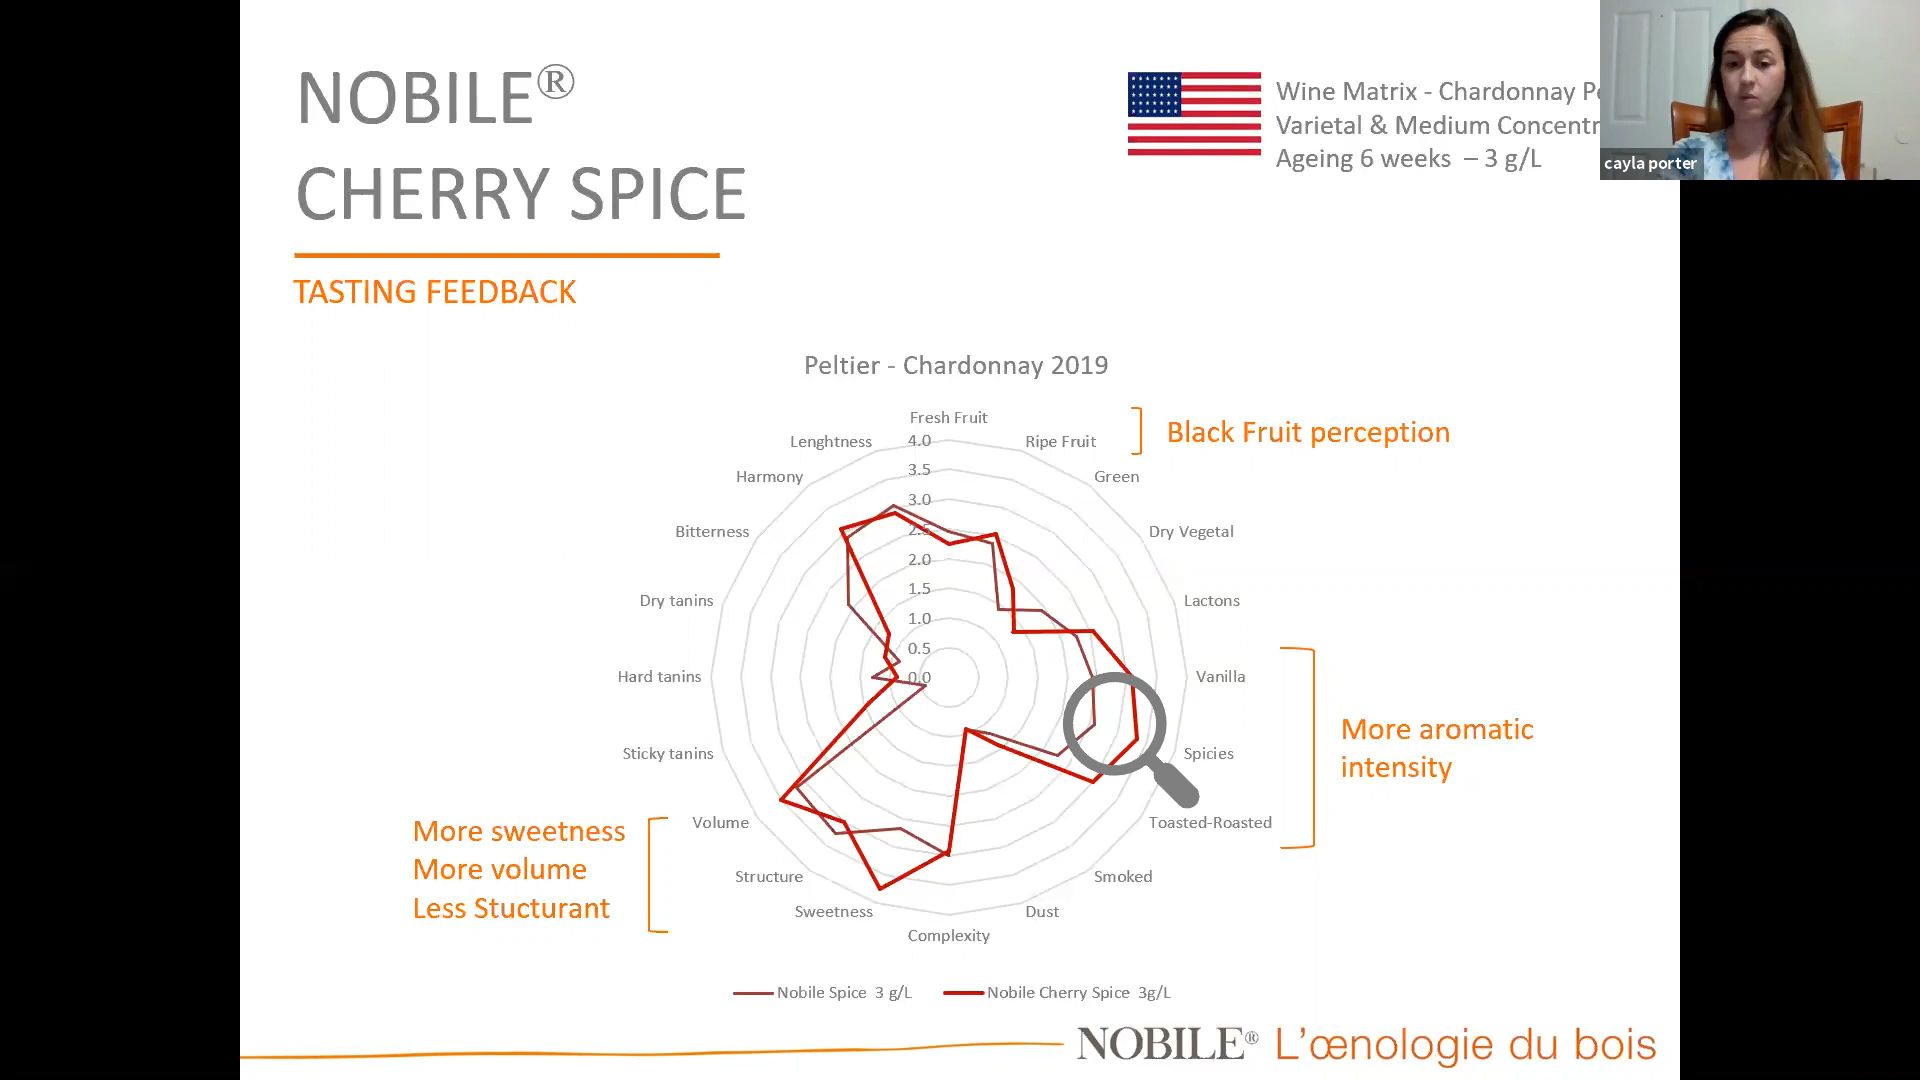 NOBILE®
CHERRY SPICE
TASTING FEEDBACK
Wine Matrix - Chardonnay
Varietal & Medium
Ageing 6 weeks – 3 g/L
cayla porter
Peltier - Chardonnay 2019
Fresh Fruit
Ripe Fruit
Green
Dry Vegetal
Lactons
Vanilla
Spicies
Toasted-Roasted
Smoked
Dust
Complexity
Sweetness
Structure
Volume
Sticky tanins
Hard tanins
Dry tanins
Bitterness
Harmony
Lenghtness
4.0
3.5
3.0
2.5
2.0
1.5
1.0
0.5
0.0
Black Fruit perception
More aromatic
intensity
More sweetness
More volume
Less Stucturant
Nobile Spice 3 g/L
Nobile Cherry Spice 3g/L
NOBILE® L'œnologie du bois